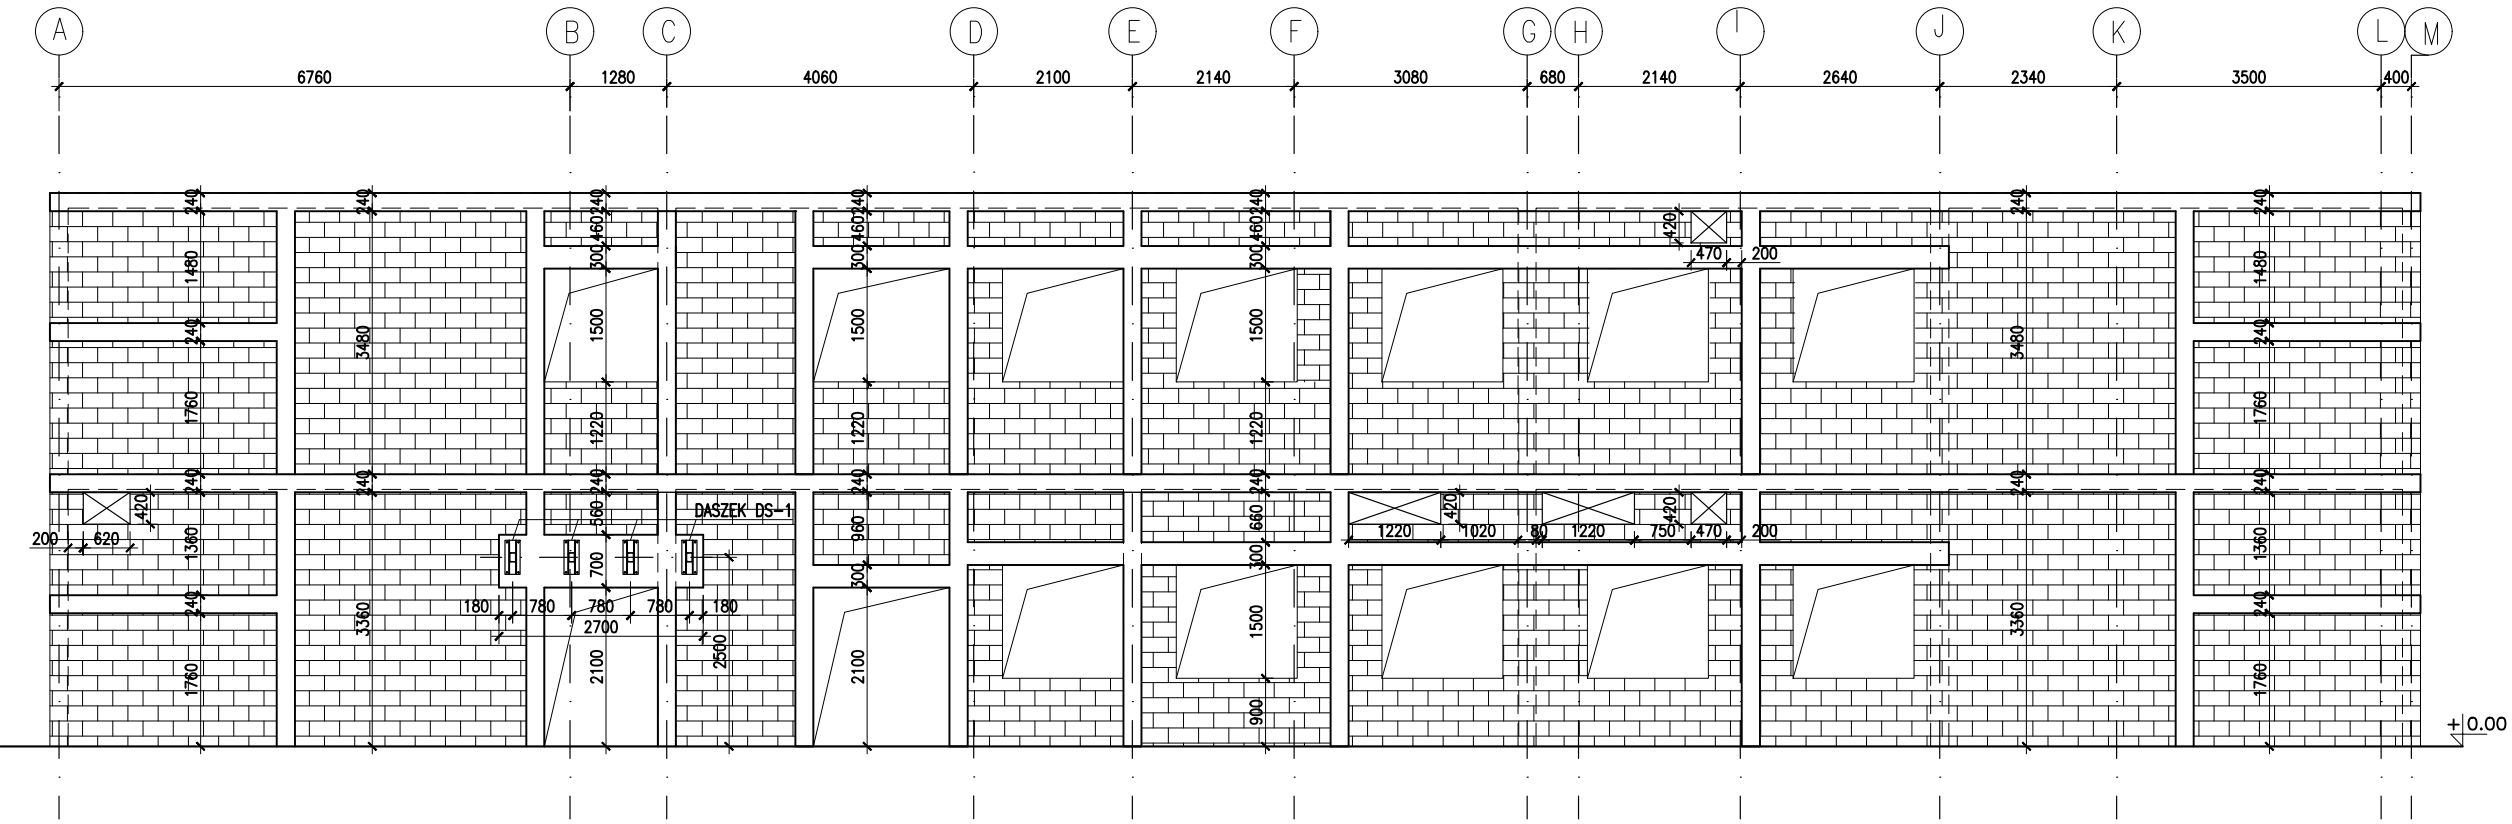 A B C D E F G H I J K L M
6760 1280 4060 2100 2140 3080 680 2140 2640 2340 3500 400
240 240 240 240 240 240 240
460 460 460 420
300 300 300 470 200
1480 1480
3480 1500 1500 1500 3480
240 240
1760 1220 1220 1220 1760
240 240 240 240 240 240 240
420 560 DASZEK DS-1 960 660 420 420
200 620 1220 1020 80 1220 750 470 200
1360 700 300 300 1360
240 240
180 780 780 780 180
3360 2700 1500 3360
2500
1760 2100 2100 900 1760
+0.00